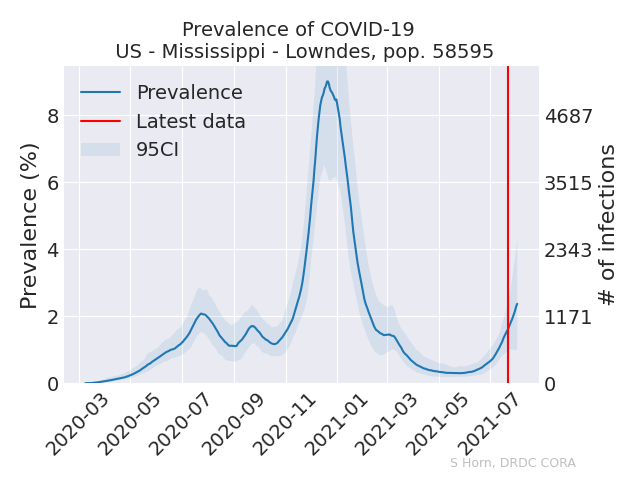 Prevalence of COVID-19
US - Mississippi - Lowndes, pop. 58595
Prevalence
Latest data
95CI
Prevalence (%)
8
6
4
2
0
4687
3515
2343
1171
0
# of infections
2020-03
2020-05
2020-07
2020-09
2020-11
2021-01
2021-03
2021-05
2021-07
S Horn, DRDC CORA